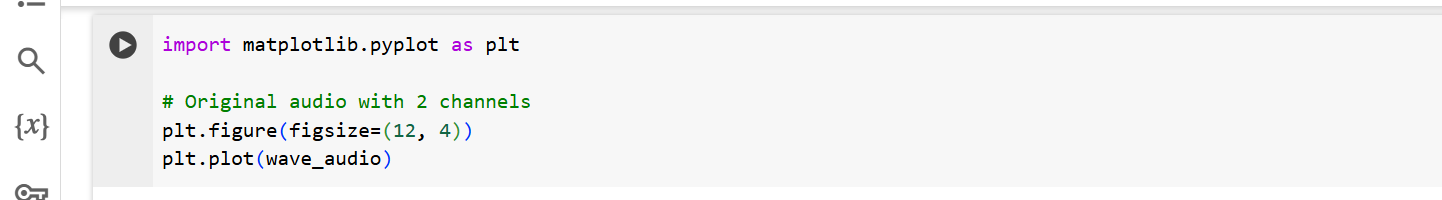 {x}
import matplotlib.pyplot as plt
# Original audio with 2 channels
plt.figure(figsize=(12, 4))
plt.plot(wave_audio)